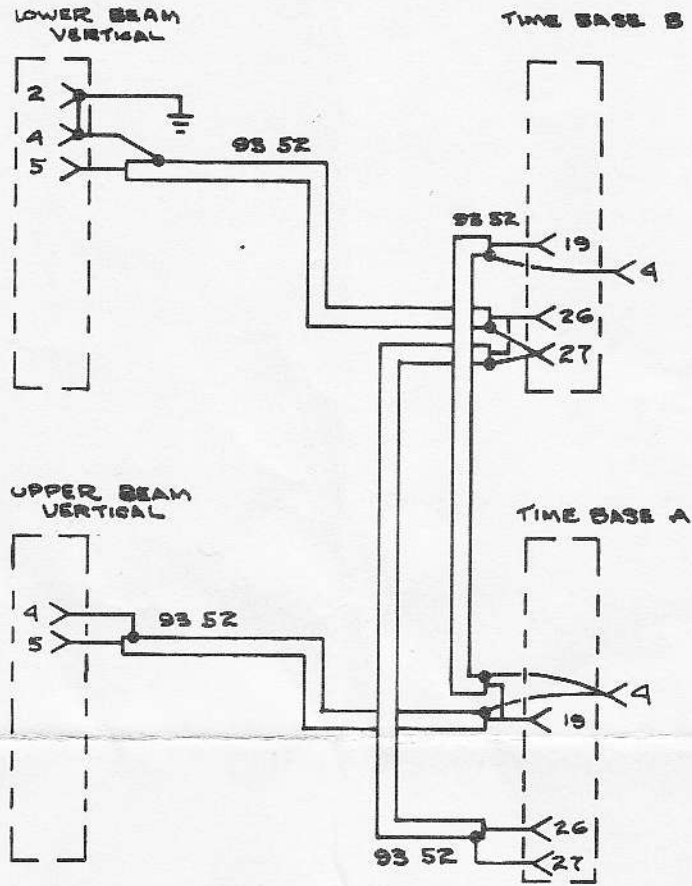 LOWER BEAM
VERTICAL
TIME BASE B
2
4
5
93 52
93 52
19
4
26
27
UPPER BEAM
VERTICAL
TIME BASE A
4
5
93 52
4
19
26
27
93 52